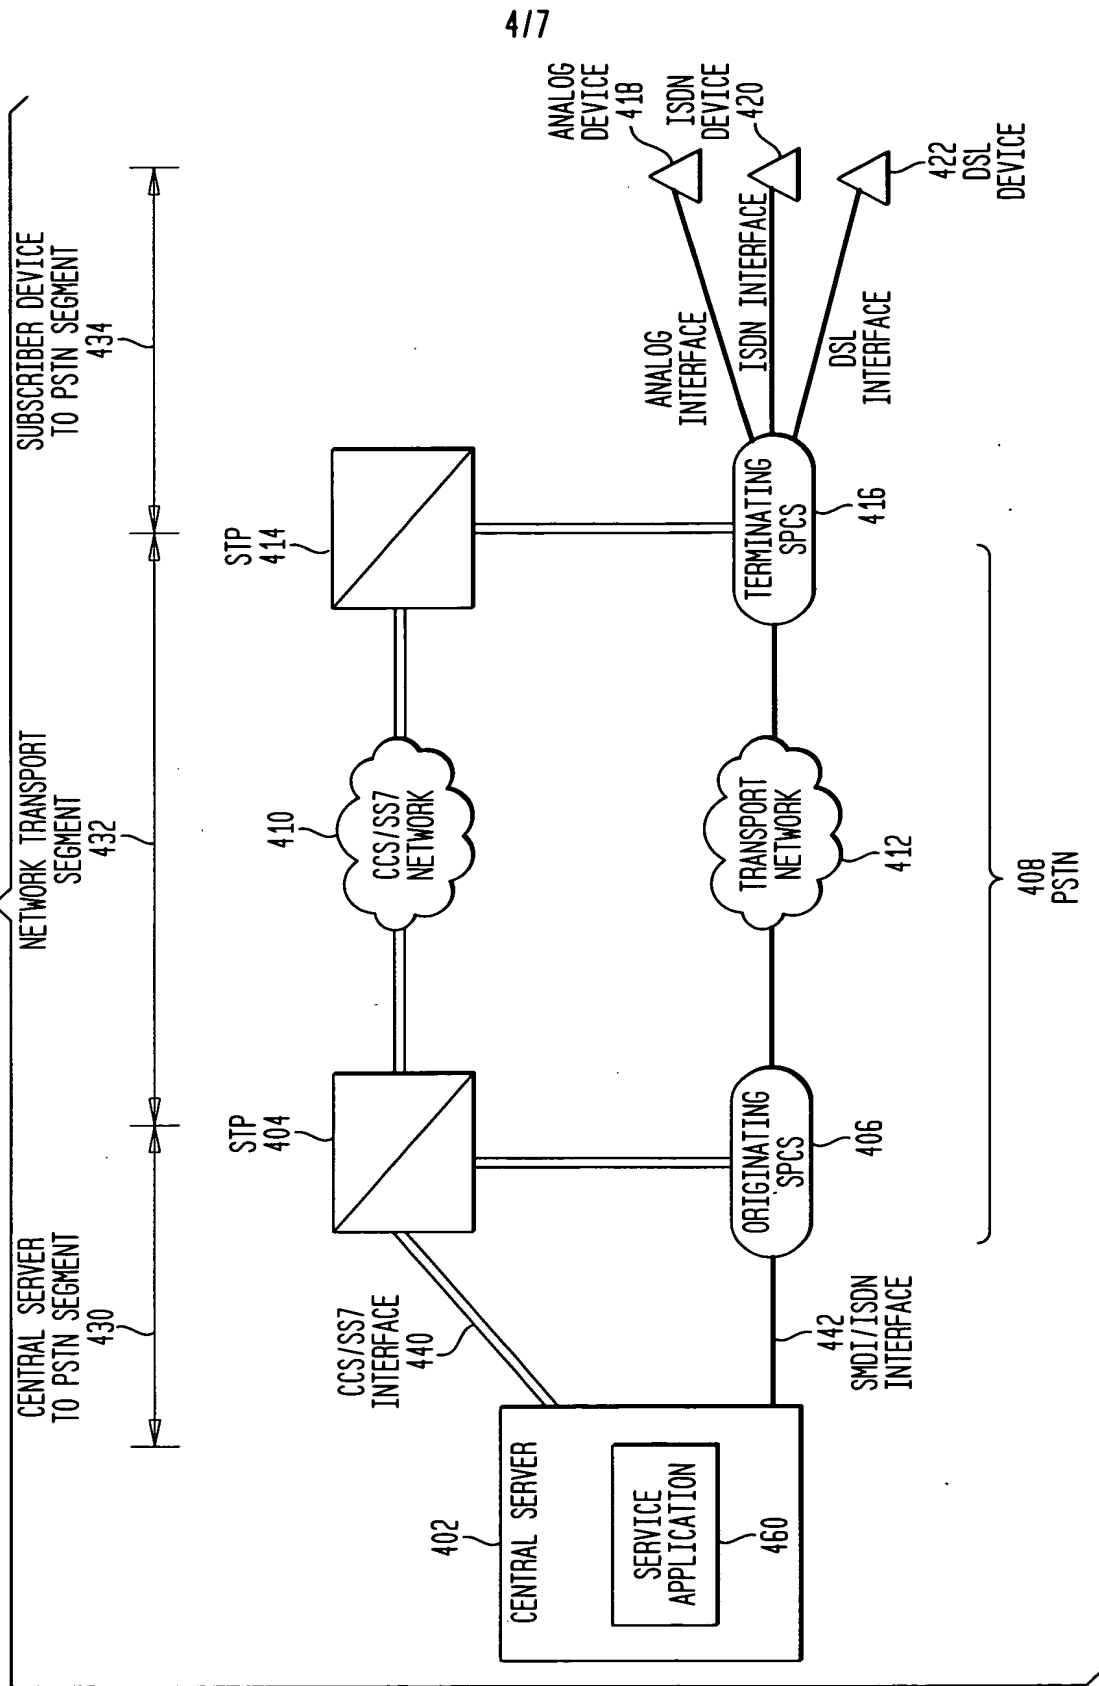 4/7
CENTRAL SERVER
TO PSTN SEGMENT
430
NETWORK TRANSPORT
SEGMENT
432
SUBSCRIBER DEVICE
TO PSTN SEGMENT
434
STP
404
STP
414
CCS/SS7
INTERFACE
440
410
CCS/SS7
NETWORK
402
CENTRAL SERVER
SERVICE
APPLICATION
460
442
SMDI/ISDN
INTERFACE
ORIGINATING
SPCS
406
TRANSPORT
NETWORK
412
TERMINATING
SPCS
416
408
PSTN
ANALOG
INTERFACE
ISDN INTERFACE
DSL
INTERFACE
ANALOG
DEVICE
418
ISDN
DEVICE
420
422
DSL
DEVICE